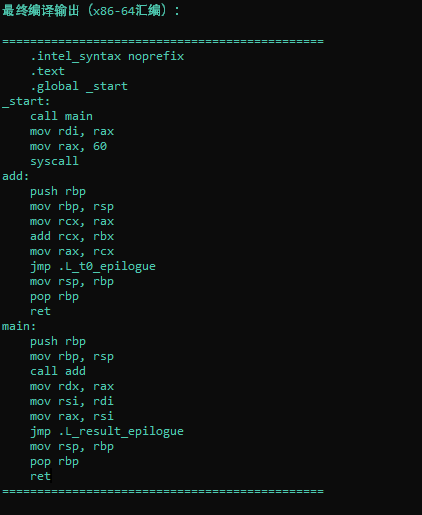 最终编译输出（x86-64汇编）：
==============================================
    .intel_syntax noprefix
    .text
    .global _start
_start:
    call main
    mov rdi, rax
    mov rax, 60
    syscall
add:
    push rbp
    mov rbp, rsp
    mov rcx, rax
    add rcx, rbx
    mov rax, rcx
    jmp .L_t0_epilogue
    mov rsp, rbp
    pop rbp
    ret
main:
    push rbp
    mov rbp, rsp
    call add
    mov rdx, rax
    mov rsi, rdi
    mov rax, rsi
    jmp .L_result_epilogue
    mov rsp, rbp
    pop rbp
    ret
==============================================